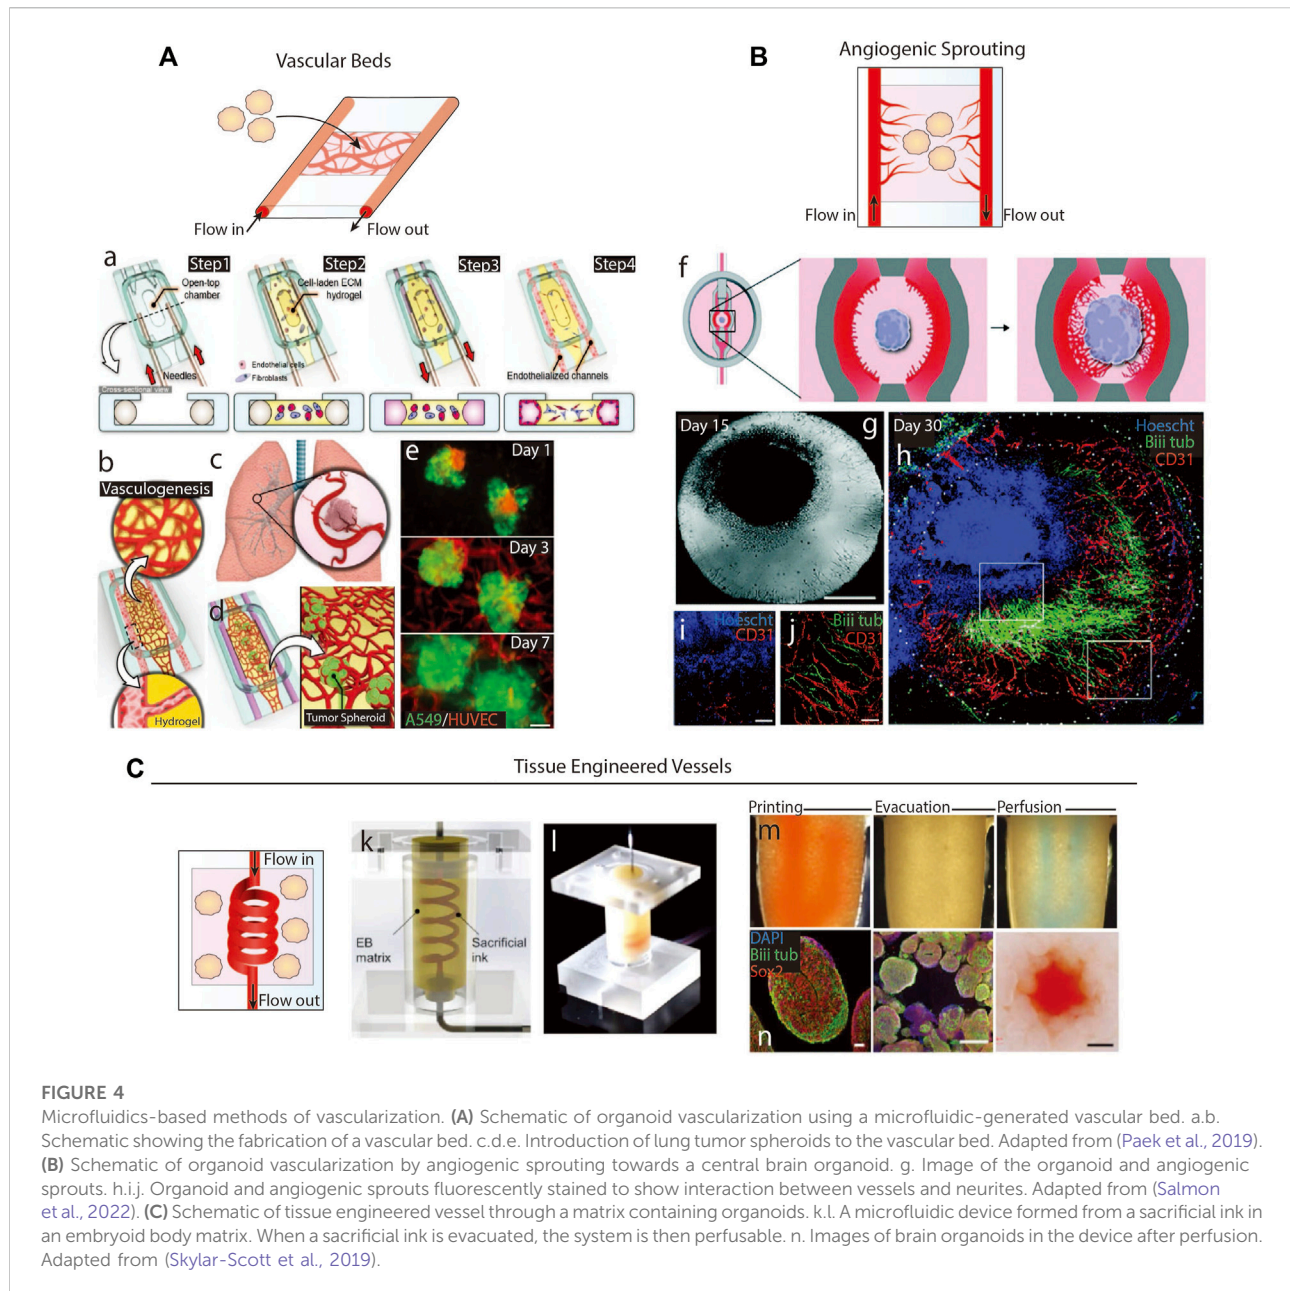 A
Vascular Beds
Flow in
Flow out
B
Angiogenic Sprouting
Flow in
Flow out
a
Step1
Open-top
chamber
Needles
Cross-sectional view
Step2
Cell-laden ECM
hydrogel
Endothelial cells
Fibroblasts
Step3
Step4
Endothelialized channels
b
Vasculogenesis
Hydrogel
c
d
Tumor Spheroid
e
Day 1
Day 3
Day 7
A549/HUVEC
f
Day 15
g
Day 30
h
Hoescht
Biii tub
CD31
i
Hoescht
CD31
j
Biii tub
CD31
C
Tissue Engineered Vessels
Flow in
Flow out
k
EB
matrix
Sacrificial
ink
l
Printing
Evacuation
Perfusion
m
DAPI
Biii tub
Sox2
n
FIGURE 4
Microfluidics-based methods of vascularization. (A) Schematic of organoid vascularization using a microfluidic-generated vascular bed. a.b.
Schematic showing the fabrication of a vascular bed. c.d.e. Introduction of lung tumor spheroids to the vascular bed. Adapted from (Paek et al., 2019).
(B) Schematic of organoid vascularization by angiogenic sprouting towards a central brain organoid. g. Image of the organoid and angiogenic
sprouts. h.i.j. Organoid and angiogenic sprouts fluorescently stained to show interaction between vessels and neurites. Adapted from (Salmon
et al., 2022). (C) Schematic of tissue engineered vessel through a matrix containing organoids. k.l. A microfluidic device formed from a sacrificial ink in
an embryoid body matrix. When a sacrificial ink is evacuated, the system is then perfusable. n. Images of brain organoids in the device after perfusion.
Adapted from (Skylar-Scott et al., 2019).